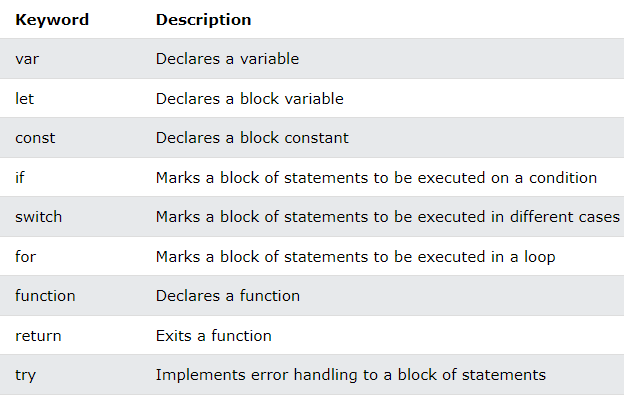 Keyword Description
var Declares a variable
let Declares a block variable
const Declares a block constant
if Marks a block of statements to be executed on a condition
switch Marks a block of statements to be executed in different cases
for Marks a block of statements to be executed in a loop
function Declares a function
return Exits a function
try Implements error handling to a block of statements